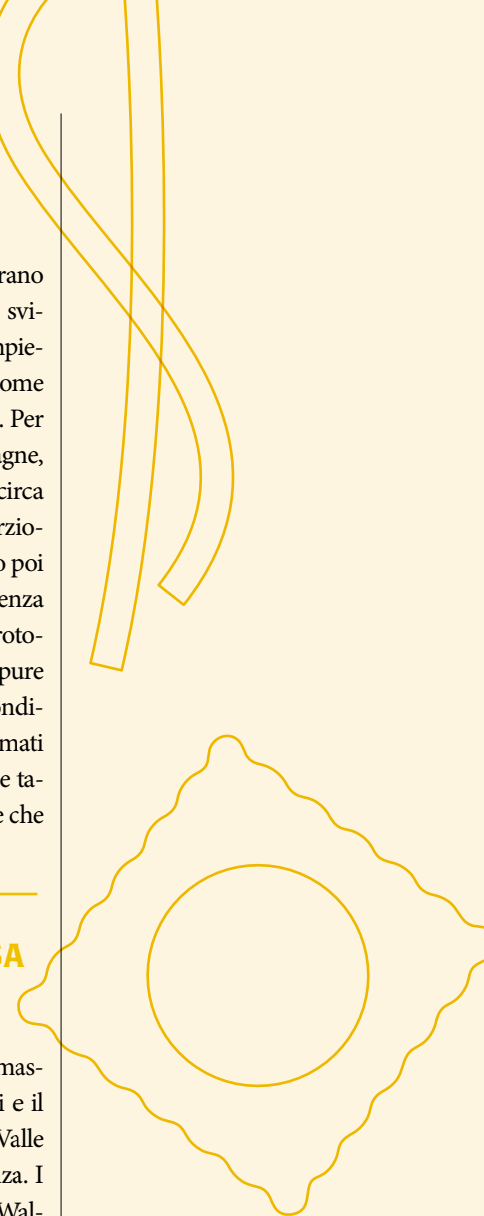 rano
svi-
npie-
ome
. Per
agne,
circa
rzio-
o poi
enza
roto-
pure
ondi-
mati
e ta-
e che
SA
mas-
i e il
Valle
za. I
Wal-